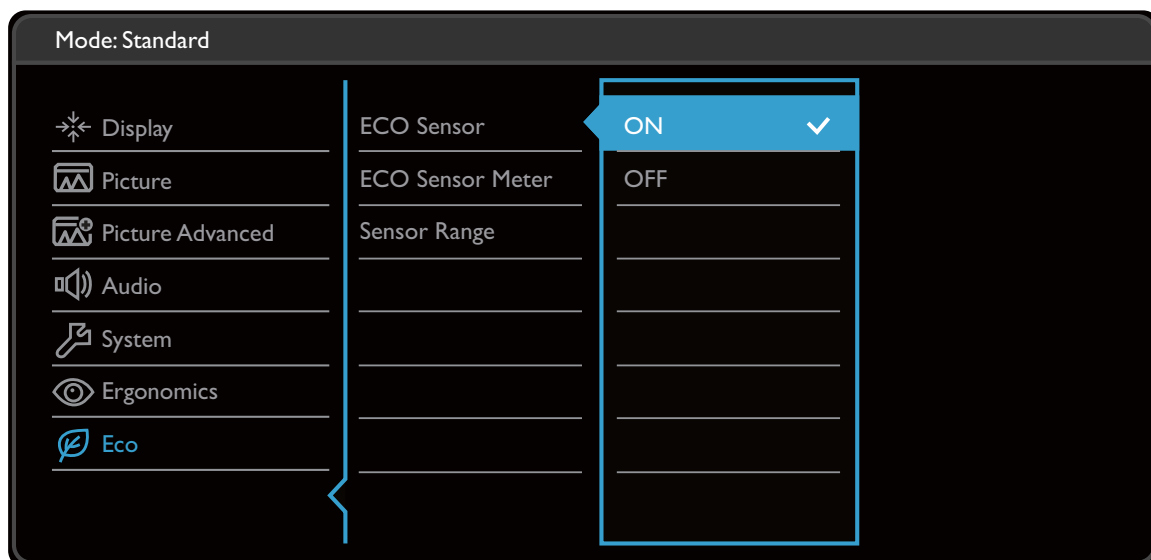 Mode: Standard
Display
Picture
Picture Advanced
Audio
System
Ergonomics
Eco
ECO Sensor
ECO Sensor Meter
Sensor Range
ON
OFF